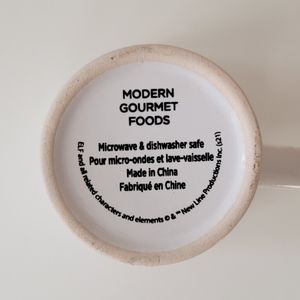 MODERN
GOURMET
FOODS
Microwave & dishwasher safe
Pour micro-ondes et lave-vaisselle
Made in China
Fabriqué en Chine
ELF and all related characters and elements © & ™ New Line Productions Inc. (s21)